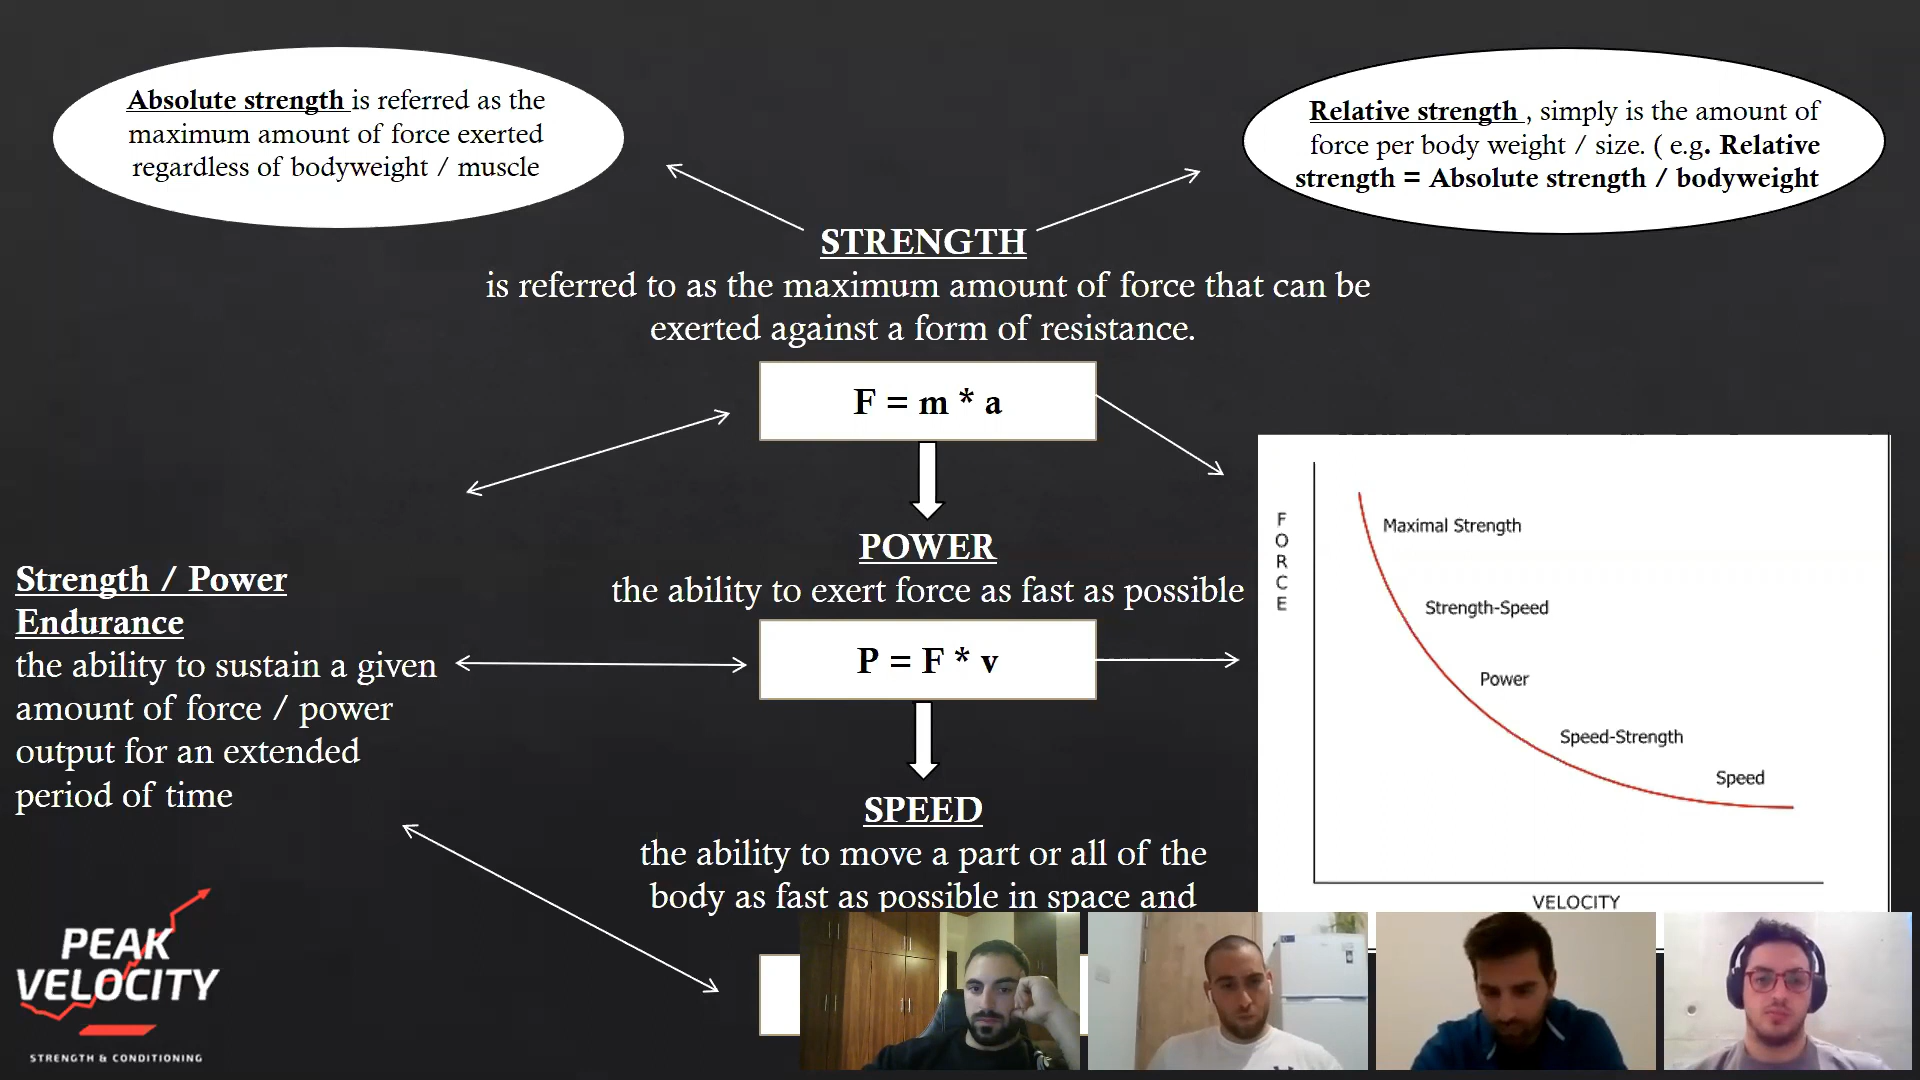 Absolute strength is referred as the
maximum amount of force exerted
regardless of bodyweight / muscle
Relative strength , simply is the amount of
force per body weight / size. ( e.g. Relative
strength = Absolute strength / bodyweight
STRENGTH
is referred to as the maximum amount of force that can be
exerted against a form of resistance.
F = m * a
POWER
the ability to exert force as fast as possible
P = F * v
SPEED
the ability to move a part or all of the
body as fast as possible in space and
Strength / Power
Endurance
the ability to sustain a given
amount of force / power
output for an extended
period of time
FORCE
Maximal Strength
Strength-Speed
Power
Speed-Strength
Speed
VELOCITY
PEAK
VELOCITY
STRENGTH & CONDITIONING